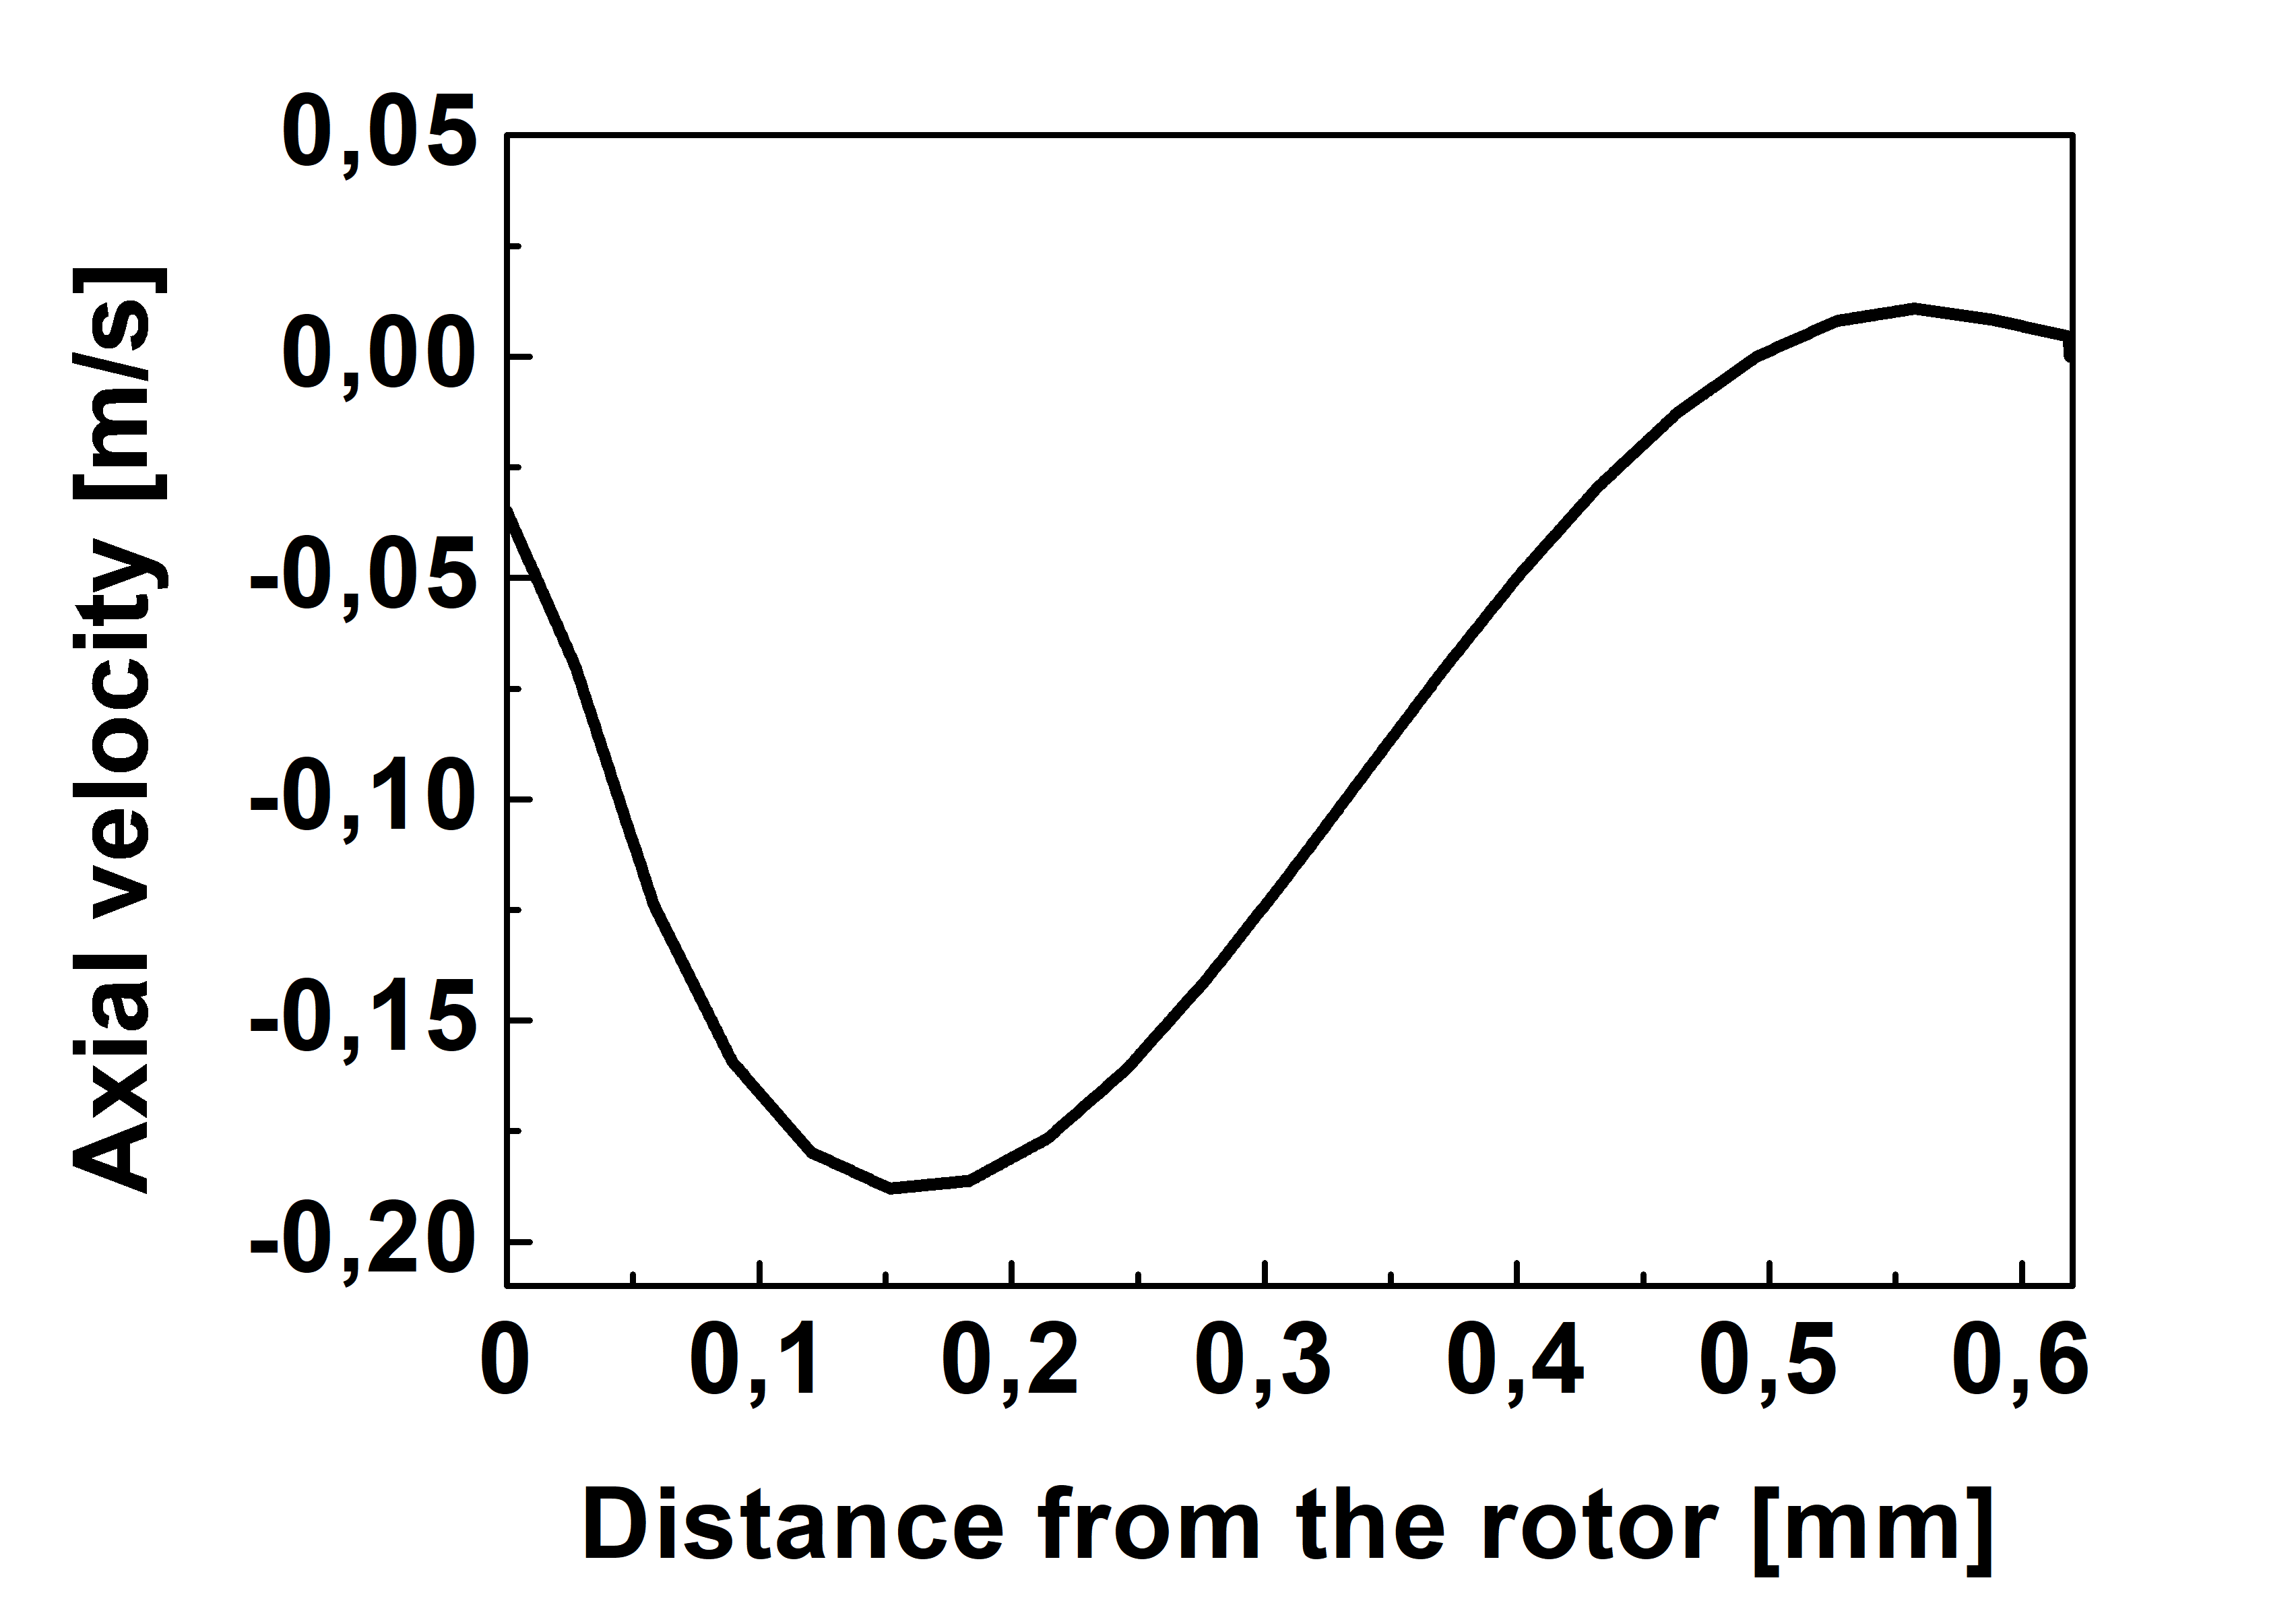 Axial velocity [m/s]
0,05
0,00
-0,05
-0,10
-0,15
-0,20
0 0,1 0,2 0,3 0,4 0,5 0,6
Distance from the rotor [mm]